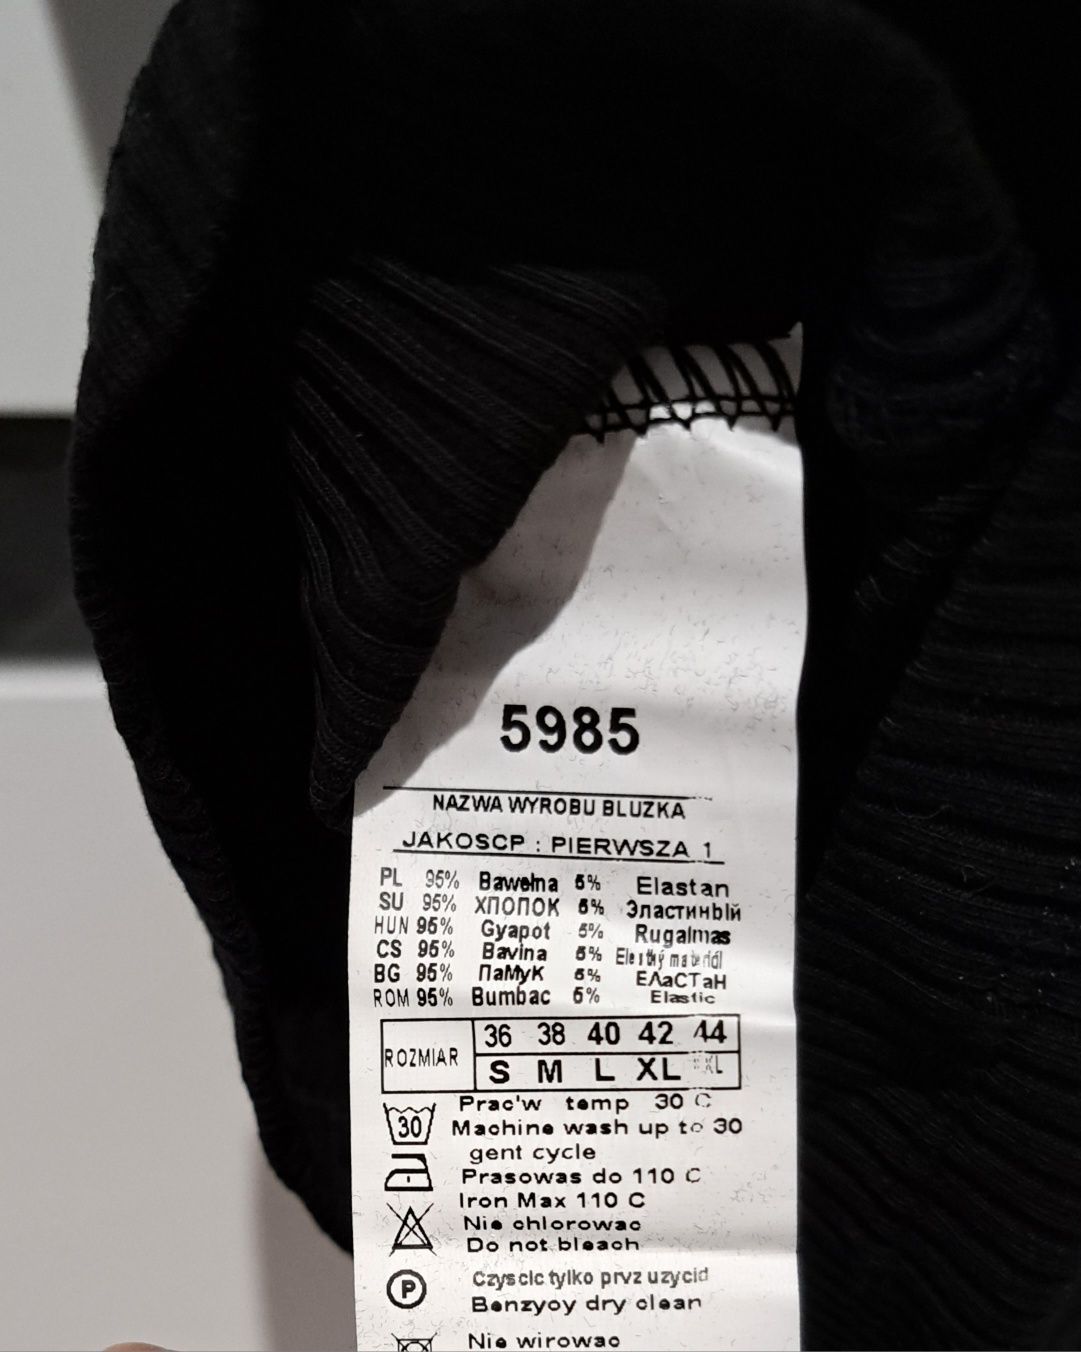 5985
NAZWA WYROBU BLUZKA
JAKOSCP : PIERWSZA 1
PL 95% Bawełna 5% Elastan
SU 95% ХПОПОК 5% Эластинный
HUN 95% Gyapot 5% Rugalmas
CS 95% Bavina 5%
BG 95% ПаМуК 5% ЕЛаСТаН
ROM 95% Bumbac 5% Elastic
ROZMIAR 36 38 40 42 44
S M L XL
30 Prac'w temp 30 C
Machine wash up to 30
gent cycle
Prasowas do 110 C
Iron Max 110 C
Nie chlorowac
Do not bleach
P Czyscic tylko prvz uzycid
Benzyoy dry clean
Nie wirowac